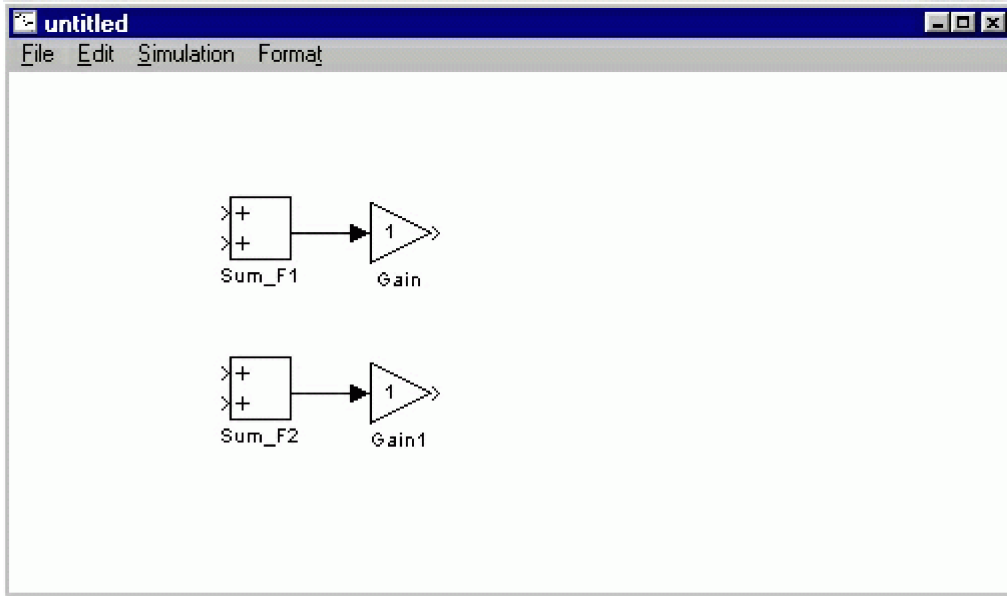 untitled
File Edit Simulation Format
+
+
1
Sum_F1
Gain
+
+
1
Sum_F2
Gain1